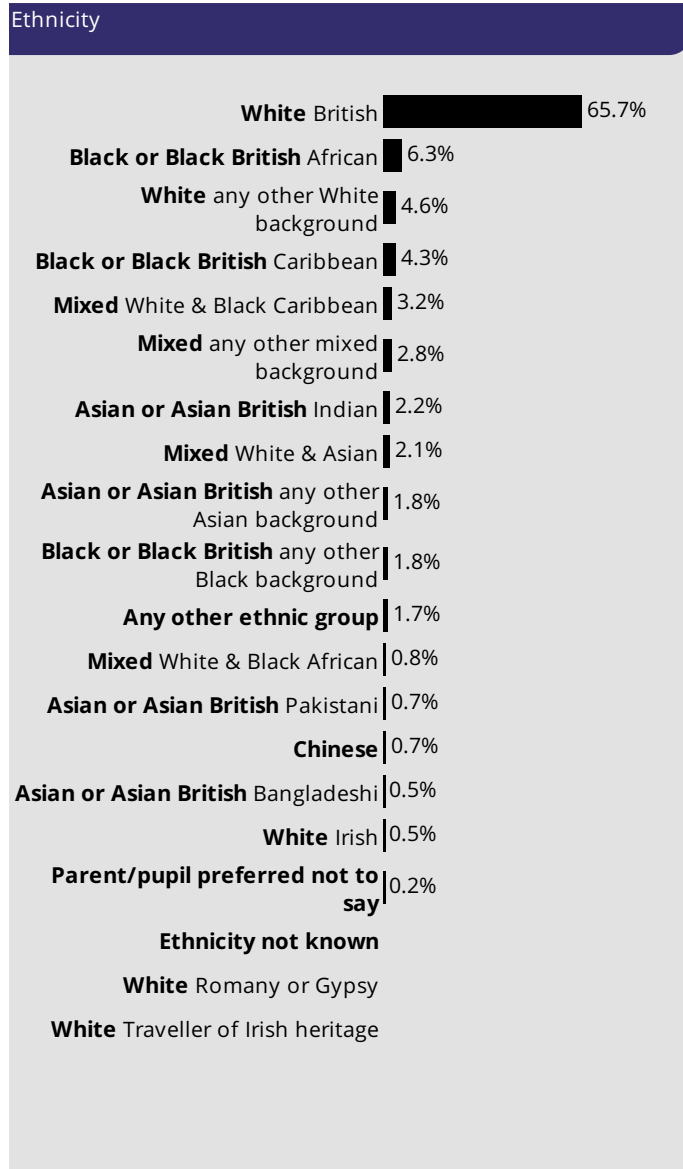 Ethnicity
White British 65.7%
Black or Black British African 6.3%
White any other White
background 4.6%
Black or Black British Caribbean 4.3%
Mixed White & Black Caribbean 3.2%
Mixed any other mixed
background 2.8%
Asian or Asian British Indian 2.2%
Mixed White & Asian 2.1%
Asian or Asian British any other
Asian background 1.8%
Black or Black British any other
Black background 1.8%
Any other ethnic group 1.7%
Mixed White & Black African 0.8%
Asian or Asian British Pakistani 0.7%
Chinese 0.7%
Asian or Asian British Bangladeshi 0.5%
White Irish 0.5%
Parent/pupil preferred not to
say 0.2%
Ethnicity not known
White Romany or Gypsy
White Traveller of Irish heritage